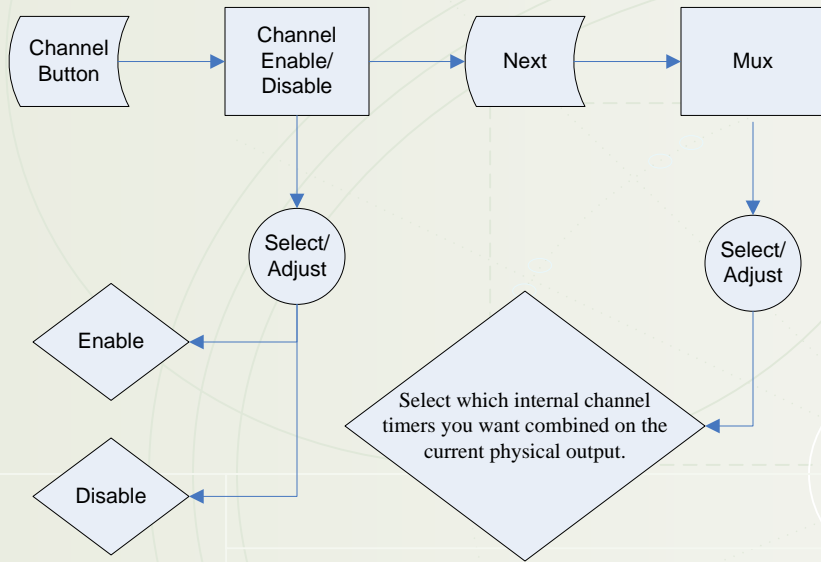 Channel
Button
Channel
Enable/
Disable
Next
Mux
Select/
Adjust
Select/
Adjust
Enable
Select which internal channel
timers you want combined on the
current physical output.
Disable